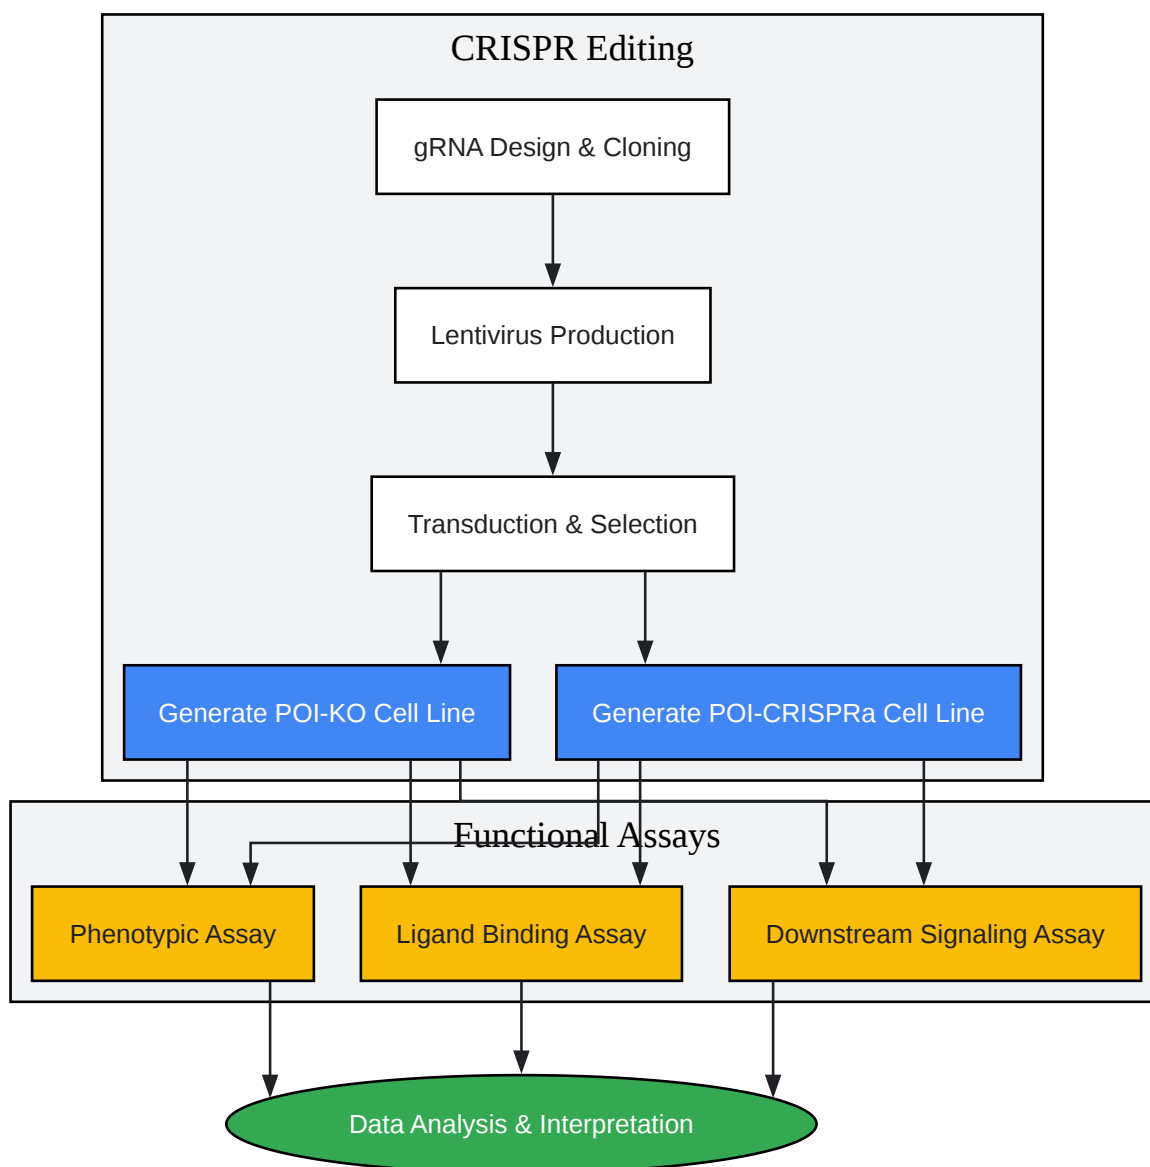 CRISPR Editing
gRNA Design & Cloning
Lentivirus Production
Transduction & Selection
Generate POI-KO Cell Line
Generate POI-CRISPRa Cell Line
Functional Assays
Phenotypic Assay
Ligand Binding Assay
Downstream Signaling Assay
Data Analysis & Interpretation